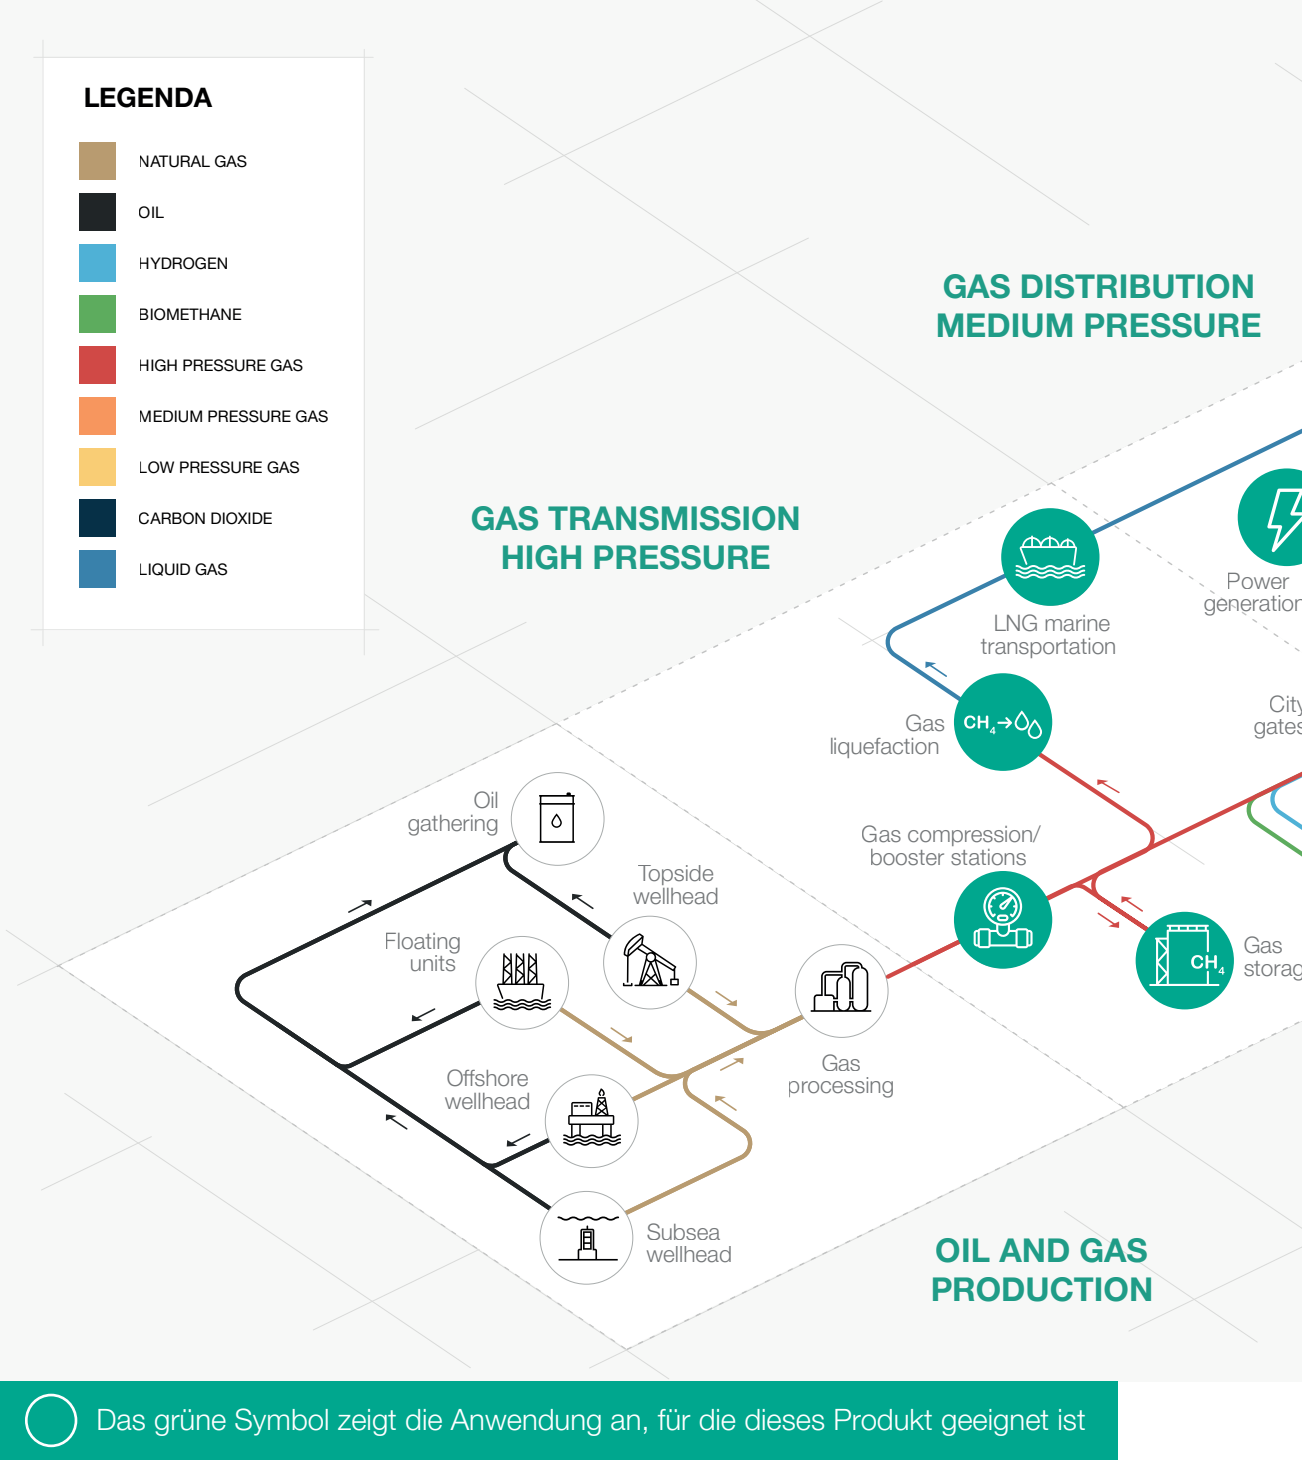 LEGENDA
NATURAL GAS
OIL
HYDROGEN
BIOMETHANE
HIGH PRESSURE GAS
MEDIUM PRESSURE GAS
LOW PRESSURE GAS
CARBON DIOXIDE
LIQUID GAS
GAS DISTRIBUTION
MEDIUM PRESSURE
GAS TRANSMISSION
HIGH PRESSURE
Power
generation
LNG marine
transportation
City
gates
Gas
liquefaction
CH4→
Oil
gathering
Gas compression/
booster stations
Topside
wellhead
Floating
units
Gas
storag
CH4
Gas
processing
Offshore
wellhead
Subsea
wellhead
OIL AND GAS
PRODUCTION
Das grüne Symbol zeigt die Anwendung an, für die dieses Produkt geeignet ist